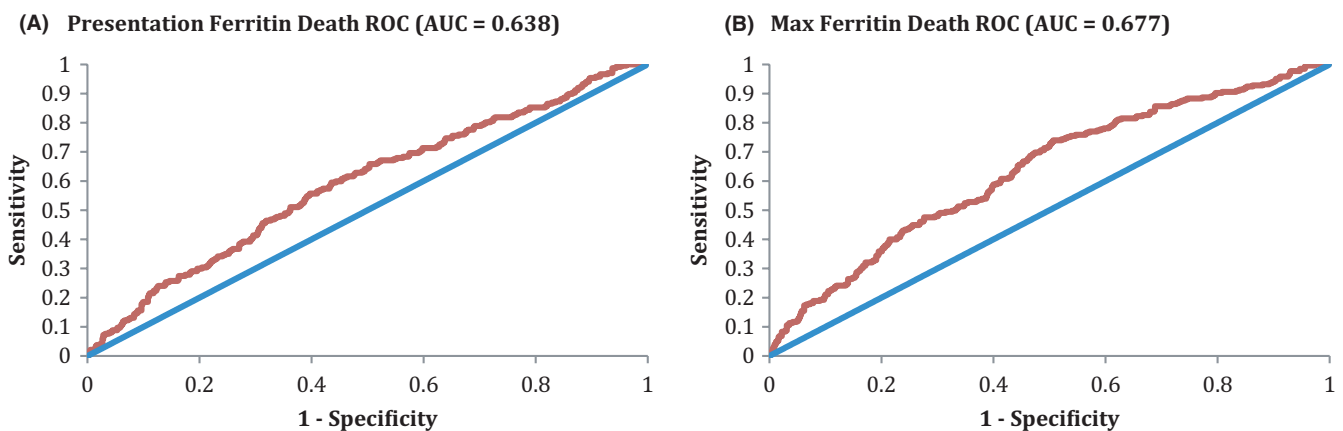 (A) Presentation Ferritin Death ROC (AUC = 0.638)
1
0.9
0.8
0.7
0.6
0.5
0.4
0.3
0.2
0.1
0
Sensitivity
0 0.2 0.4 0.6 0.8 1
1 - Specificity
(B) Max Ferritin Death ROC (AUC = 0.677)
1
0.9
0.8
0.7
0.6
0.5
0.4
0.3
0.2
0.1
0
Sensitivity
0 0.2 0.4 0.6 0.8 1
1 - Specificity